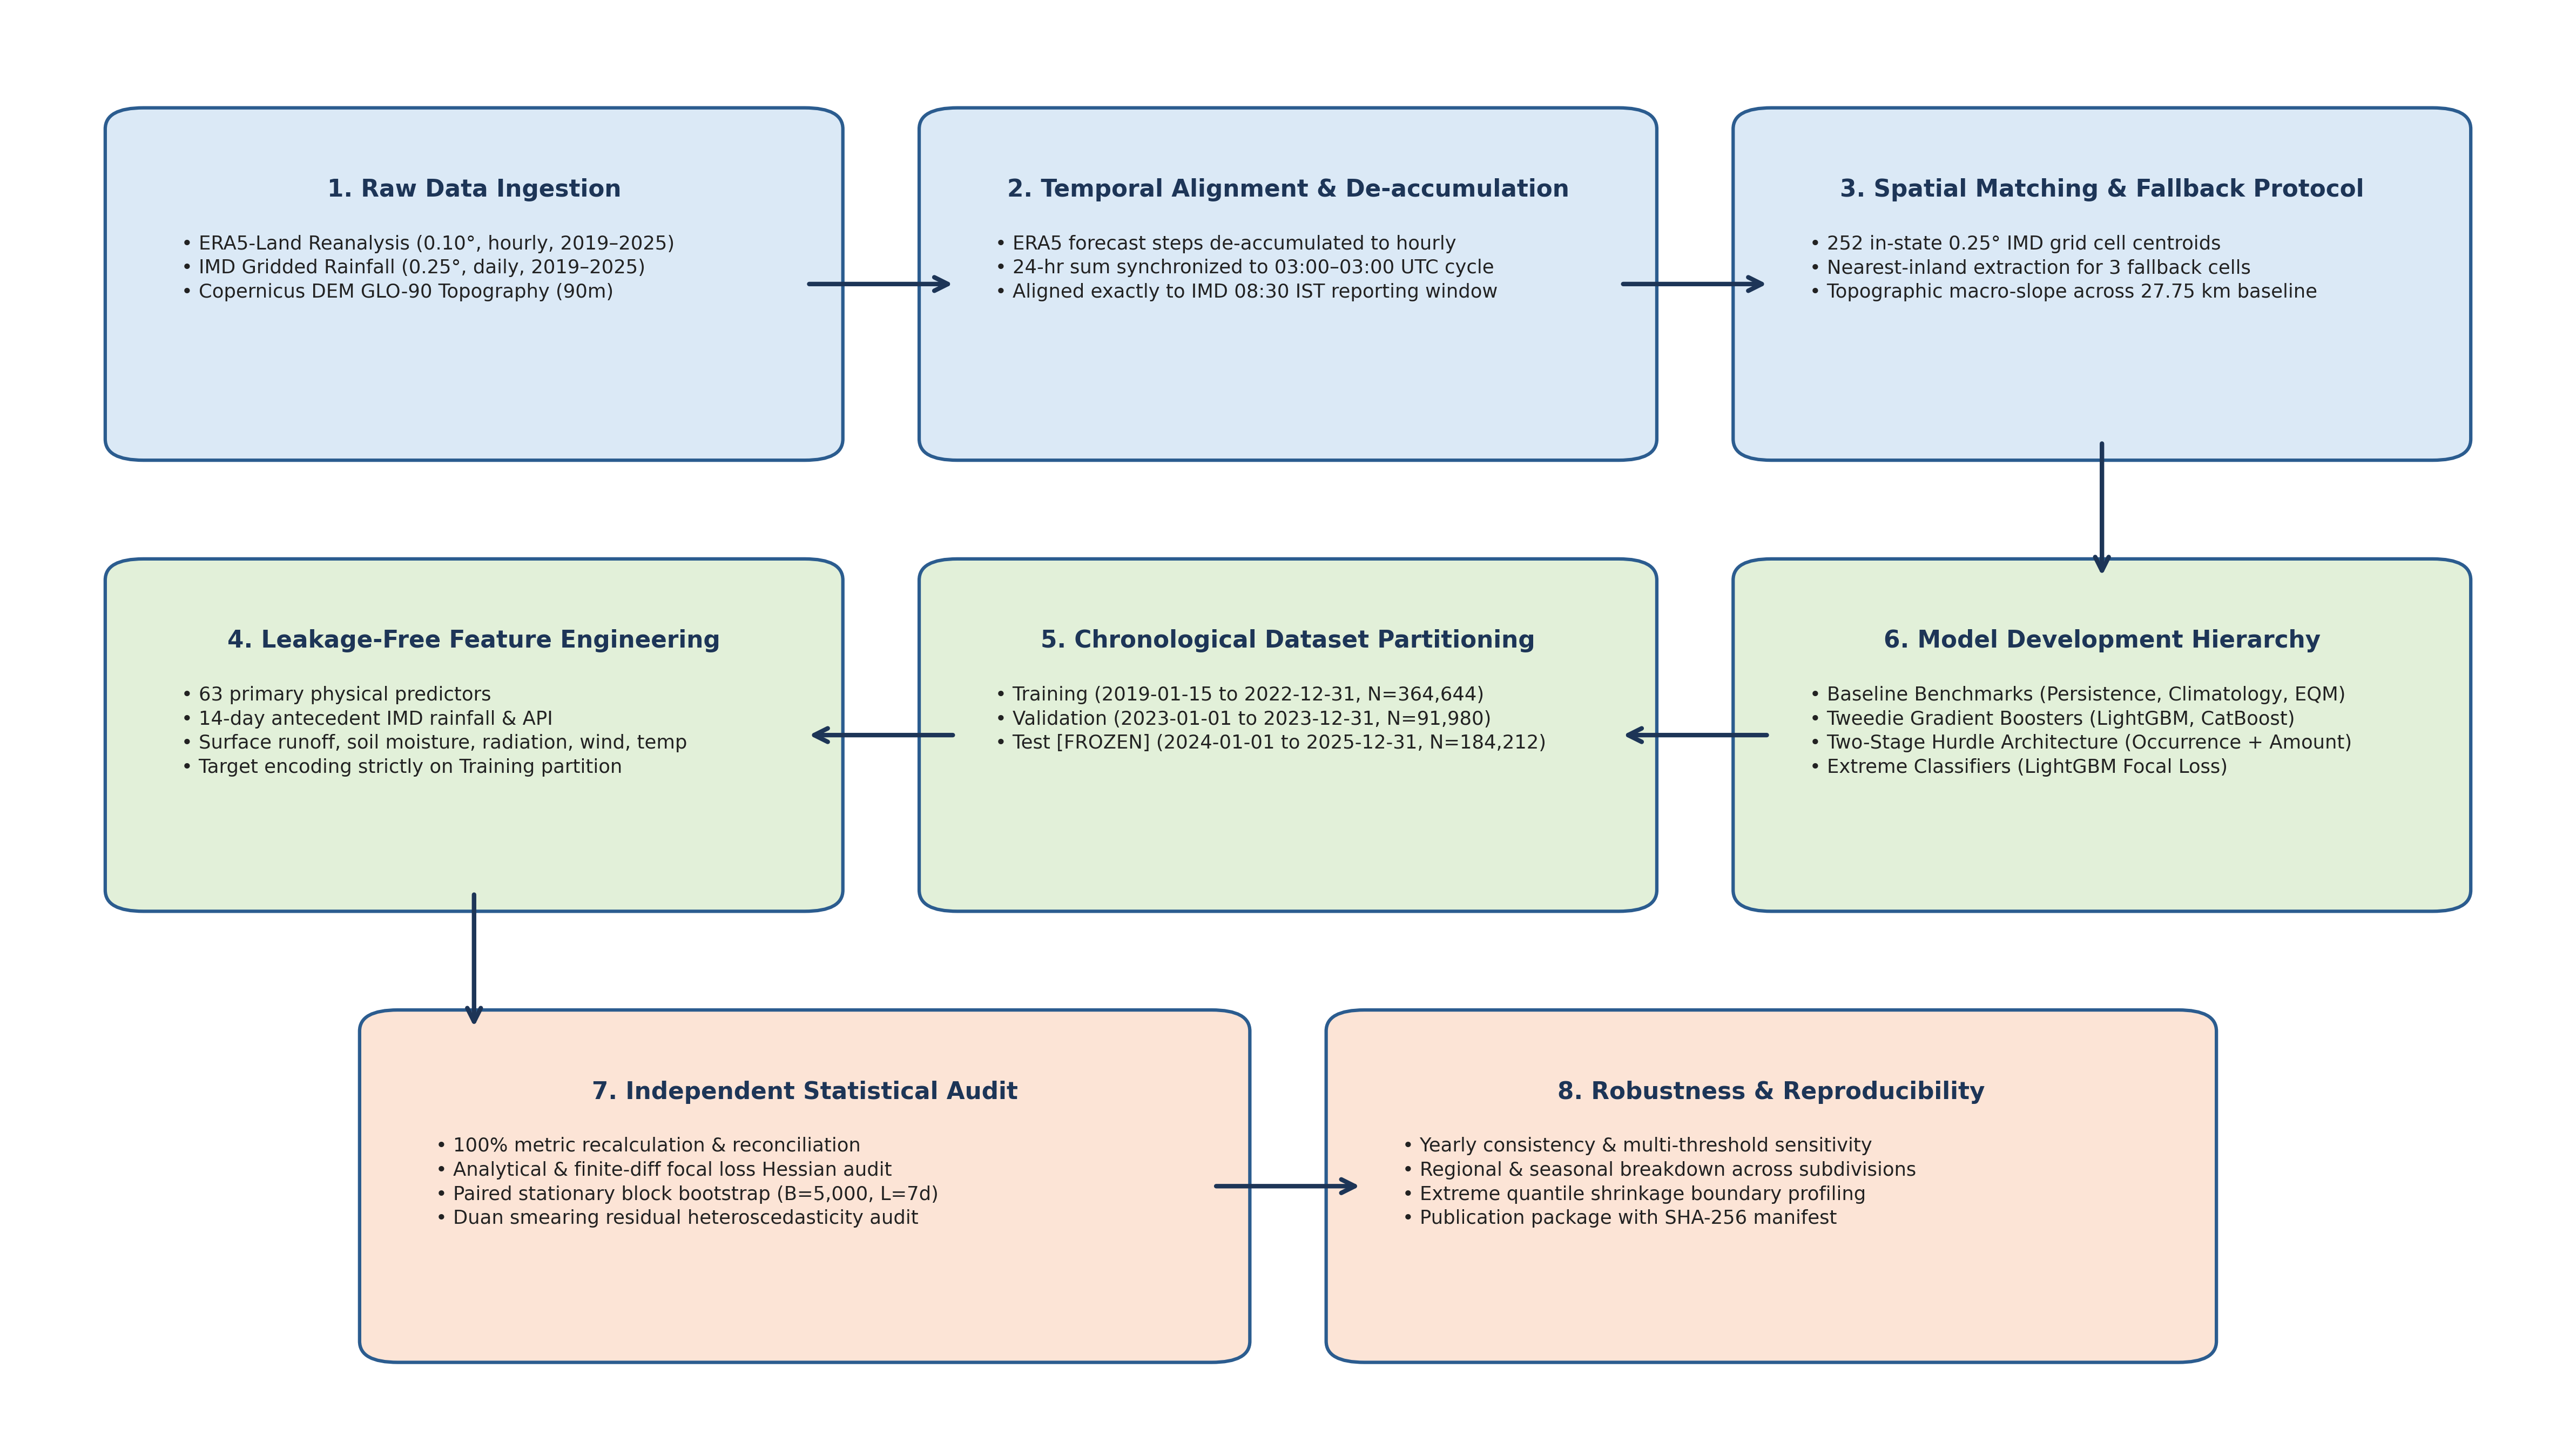 1. Raw Data Ingestion
• ERA5-Land Reanalysis (0.10°, hourly, 2019–2025)
• IMD Gridded Rainfall (0.25°, daily, 2019–2025)
• Copernicus DEM GLO-90 Topography (90m)
2. Temporal Alignment & De-accumulation
• ERA5 forecast steps de-accumulated to hourly
• 24-hr sum synchronized to 03:00–03:00 UTC cycle
• Aligned exactly to IMD 08:30 IST reporting window
3. Spatial Matching & Fallback Protocol
• 252 in-state 0.25° IMD grid cell centroids
• Nearest-inland extraction for 3 fallback cells
• Topographic macro-slope across 27.75 km baseline
4. Leakage-Free Feature Engineering
• 63 primary physical predictors
• 14-day antecedent IMD rainfall & API
• Surface runoff, soil moisture, radiation, wind, temp
• Target encoding strictly on Training partition
5. Chronological Dataset Partitioning
• Training (2019-01-15 to 2022-12-31, N=364,644)
• Validation (2023-01-01 to 2023-12-31, N=91,980)
• Test [FROZEN] (2024-01-01 to 2025-12-31, N=184,212)
6. Model Development Hierarchy
• Baseline Benchmarks (Persistence, Climatology, EQM)
• Tweedie Gradient Boosters (LightGBM, CatBoost)
• Two-Stage Hurdle Architecture (Occurrence + Amount)
• Extreme Classifiers (LightGBM Focal Loss)
7. Independent Statistical Audit
• 100% metric recalculation & reconciliation
• Analytical & finite-diff focal loss Hessian audit
• Paired stationary block bootstrap (B=5,000, L=7d)
• Duan smearing residual heteroscedasticity audit
8. Robustness & Reproducibility
• Yearly consistency & multi-threshold sensitivity
• Regional & seasonal breakdown across subdivisions
• Extreme quantile shrinkage boundary profiling
• Publication package with SHA-256 manifest